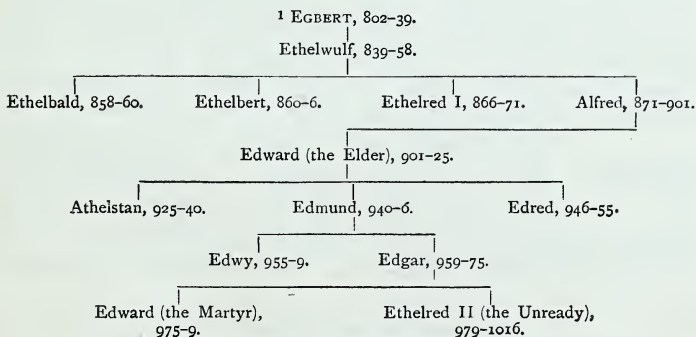 1 EGBERT, 802-39.
Ethelwulf, 839-58.
Ethelbald, 858-60. Ethelbert, 860-6. Ethelred I, 866-71. Alfred, 871-901.
Edward (the Elder), 901-25.
Athelstan, 925-40. Edmund, 940-6. Edred, 946-55.
Edwy, 955-9. Edgar, 959-75.
Edward (the Martyr), Ethelred II (the Unready),
975-9. 979-1016.